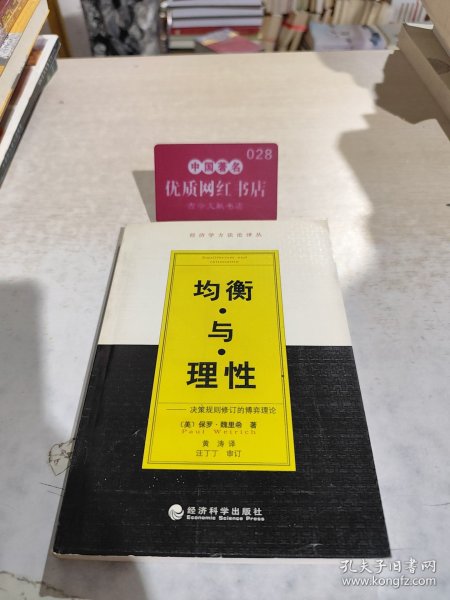 028
中国著名
优质网红书店
经济学方法论译丛
Equilibrium and
rationality
均衡
·与·
理性
——决策规则修订的博弈理论
（美）保罗·魏里希 著
Paul Weirich
黄涛 译
汪丁丁 审订
经济科学出版社
Economic Science Press
孔夫子旧书网
www.kongfz.com